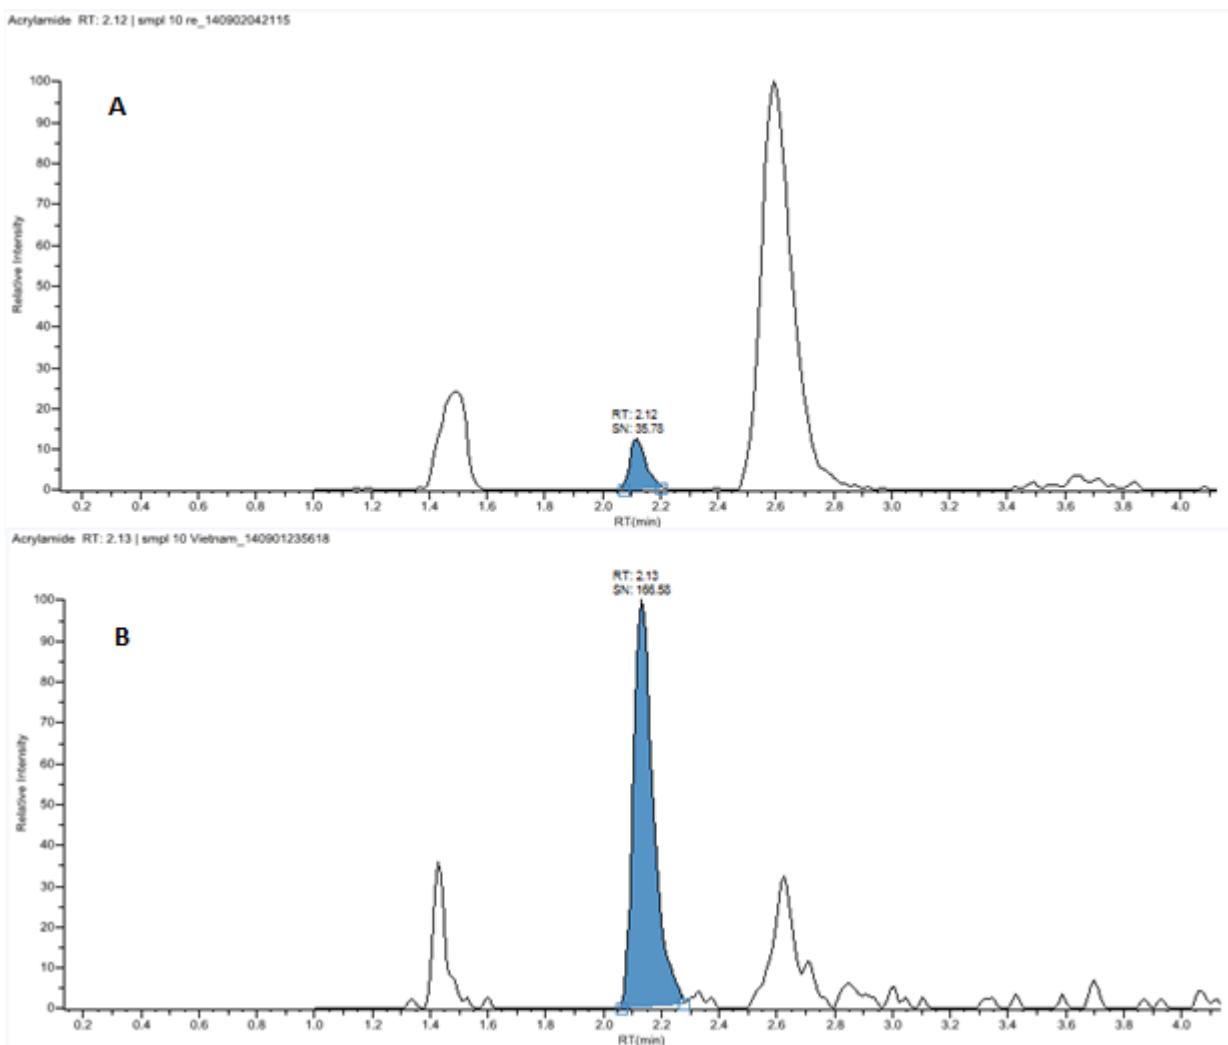 Acrylamide RT: 2.12 | smpl 10 re_140902042115
A
Relative Intensity
100
90
80
70
60
50
40
30
20
10
0
RT: 2.12
SN: 35.78
0.2 0.4 0.6 0.8 1.0 1.2 1.4 1.6 1.8 2.0 2.2 2.4 2.6 2.8 3.0 3.2 3.4 3.6 3.8 4.0
RT(min)
Acrylamide RT: 2.13 | smpl 10 Vietnam_140901235618
B
Relative Intensity
100
90
80
70
60
50
40
30
20
10
0
RT: 2.13
SN: 166.58
0.2 0.4 0.6 0.8 1.0 1.2 1.4 1.6 1.8 2.0 2.2 2.4 2.6 2.8 3.0 3.2 3.4 3.6 3.8 4.0
RT(min)